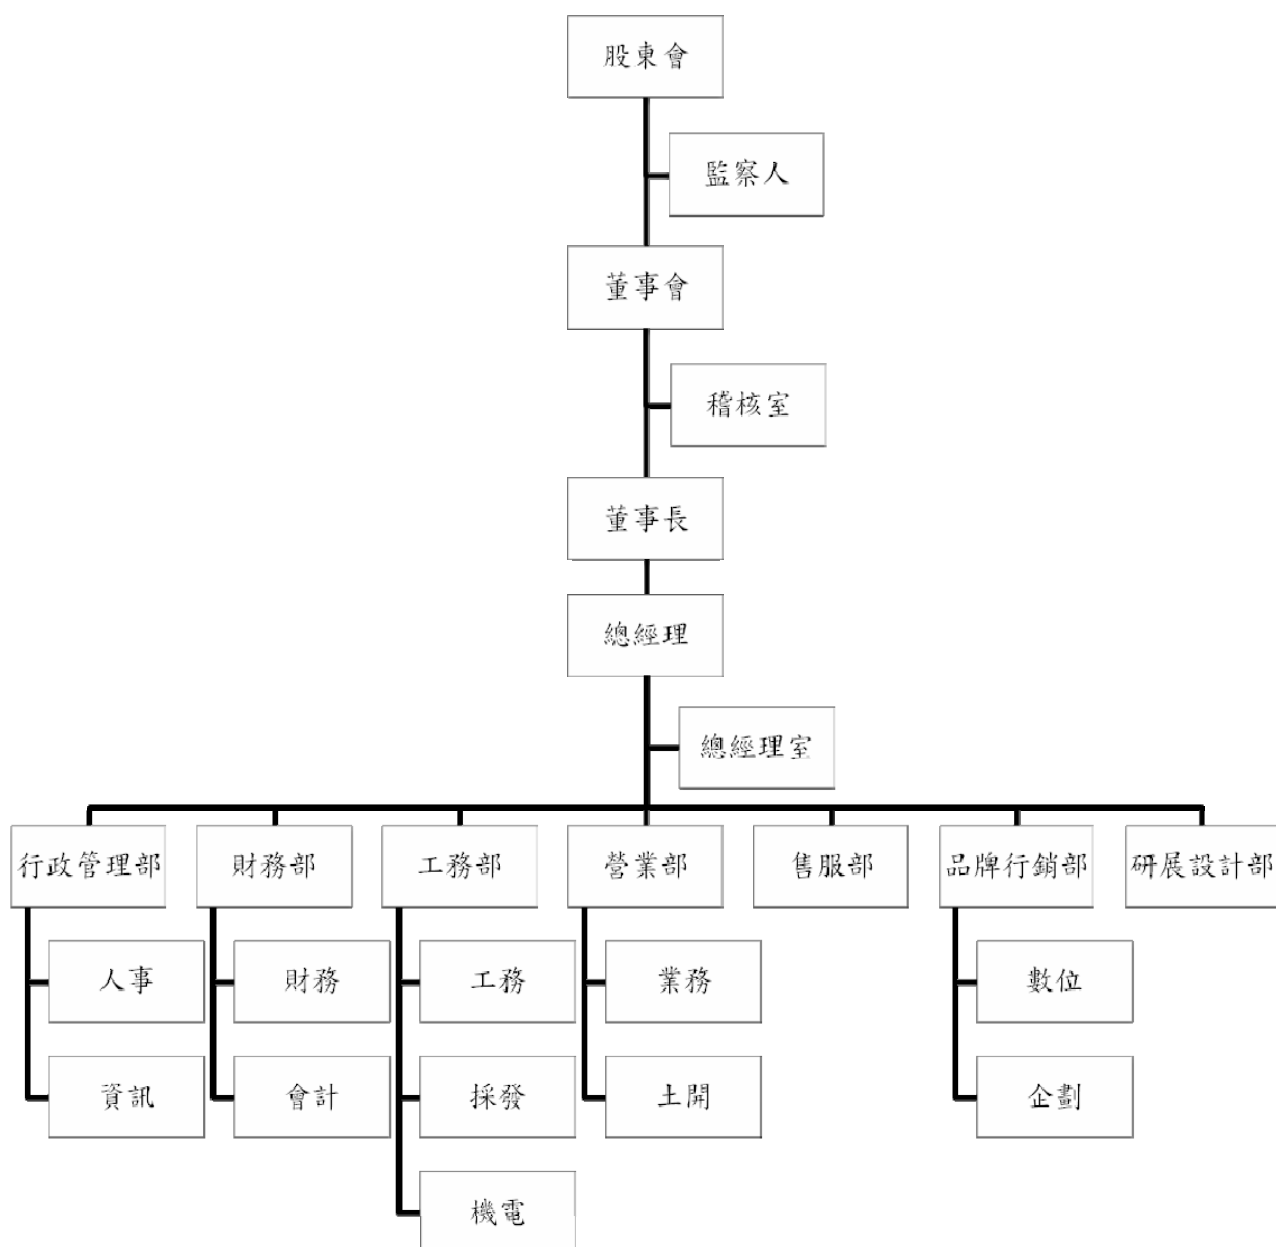 股東會
監察人
董事會
稽核室
董事長
總經理
總經理室
行政管理部
財務部
工務部
營業部
售服部
品牌行銷部
研展設計部
人事
財務
工務
業務
數位
資訊
會計
採發
土開
企劃
機電